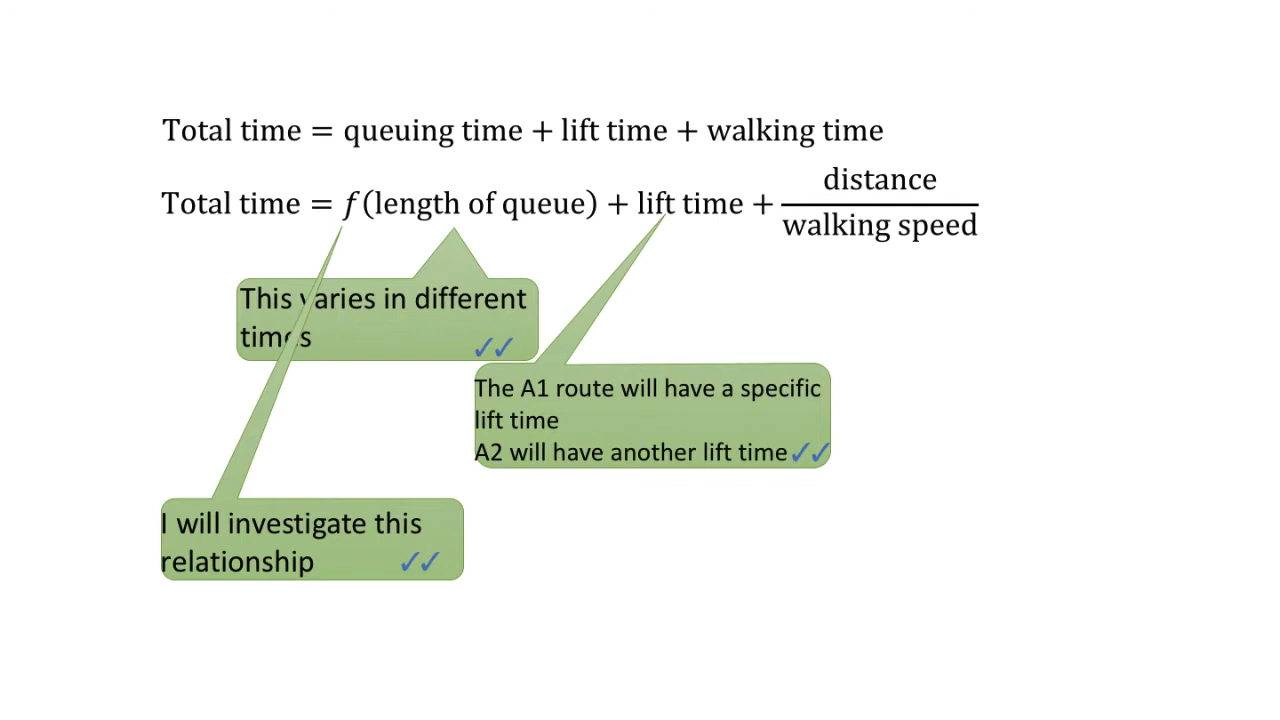 Total time = queuing time + lift time + walking time
Total time = f(length of queue) + lift time + distance / walking speed
This varies in different
times ✓✓
The A1 route will have a specific
lift time
A2 will have another lift time ✓✓
I will investigate this
relationship ✓✓